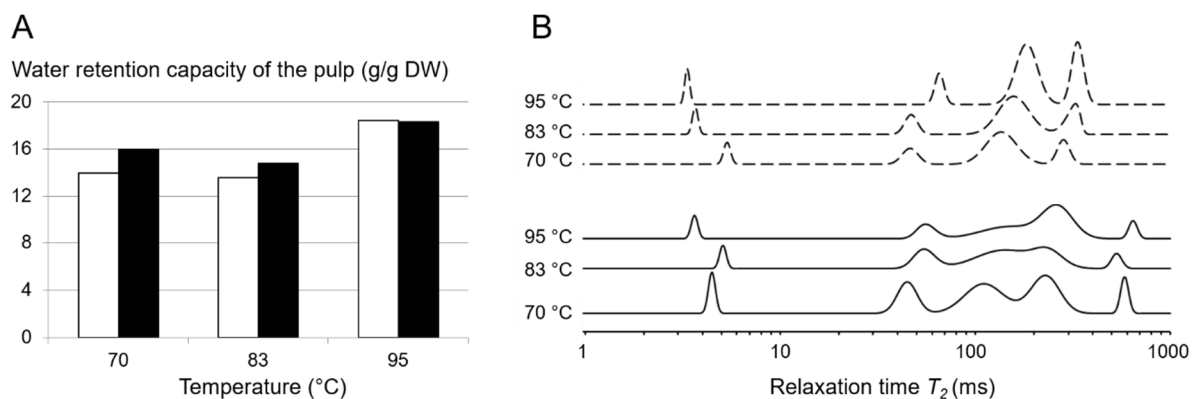 A
Water retention capacity of the pulp (g/g DW)
20
16
12
8
4
0
70 83 95
Temperature (°C)
B
95 °C
83 °C
70 °C
95 °C
83 °C
70 °C
1 10 100 1000
Relaxation time T2 (ms)